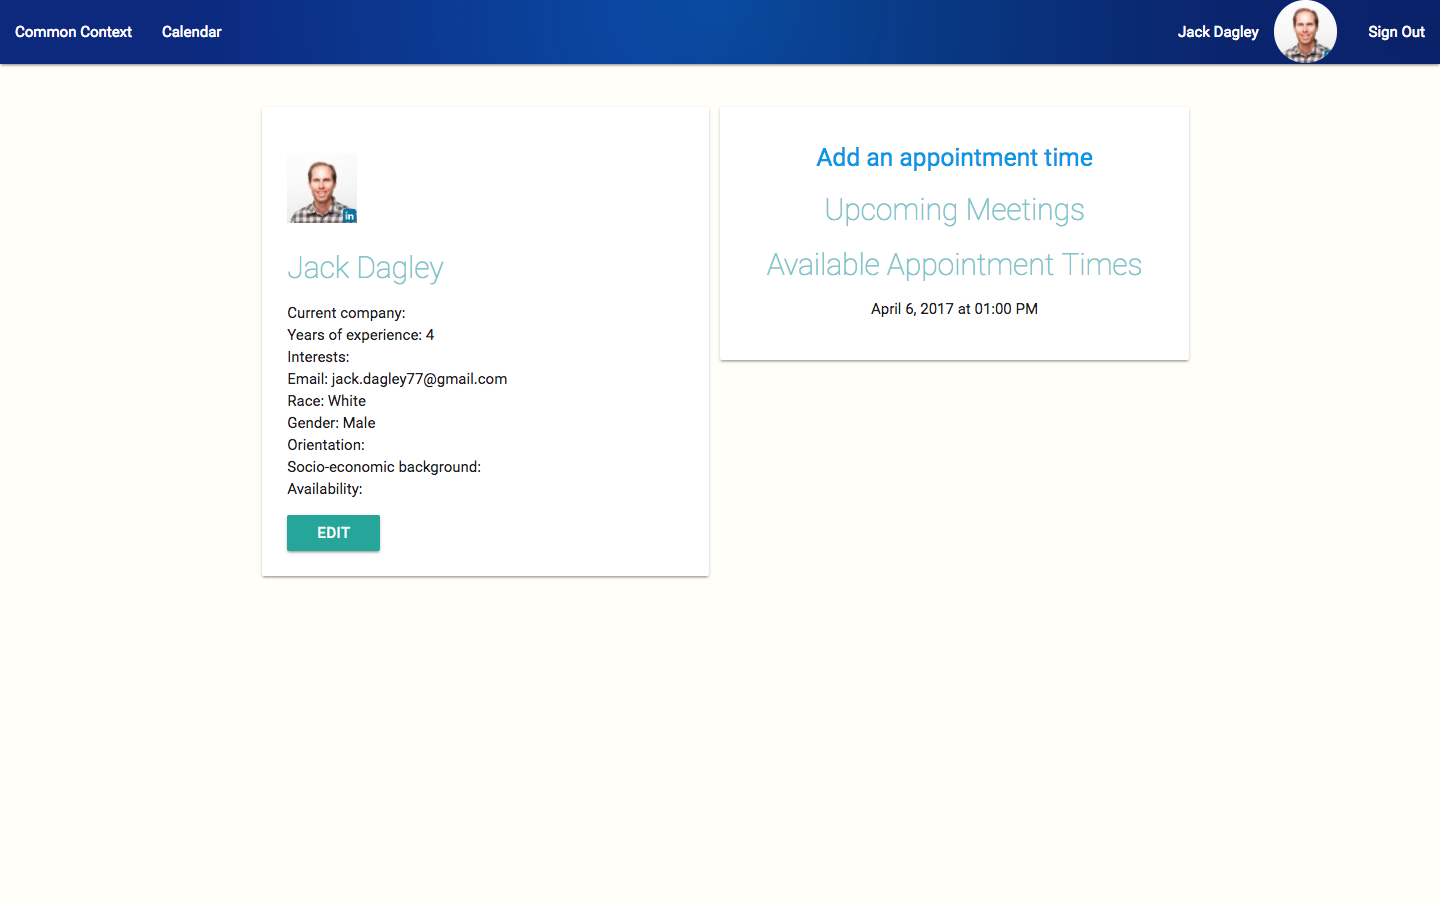 Common Context
Calendar
Jack Dagley
Sign Out
in
Jack Dagley
Current company:
Years of experience: 4
Interests:
Email: jack.dagley77@gmail.com
Race: White
Gender: Male
Orientation:
Socio-economic background:
Availability:
EDIT
Add an appointment time
Upcoming Meetings
Available Appointment Times
April 6, 2017 at 01:00 PM